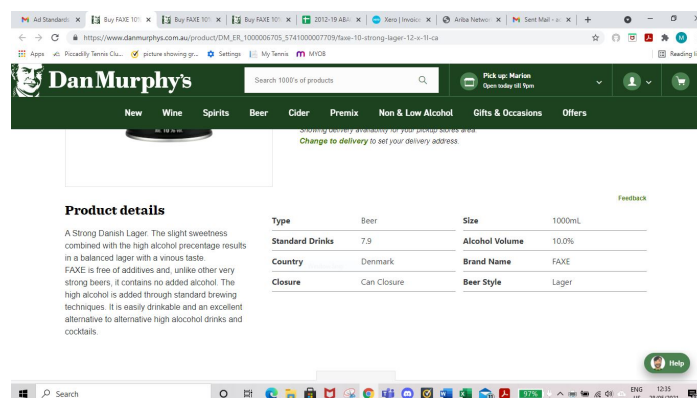 Ad Standards
Buy FAXE 10%
Buy FAXE 10%
Buy FAXE 10%
2012-19 ABA
Xero | Invoice
Ariba Network
Sent Mail - a
https://www.danmurphys.com.au/product/DM_ER_1000006705_5741000007709/faxe-10-strong-lager-12-x-1l-ca
Apps
Piccadilly Tennis Clu...
picture showing gr...
Settings
My Tennis
MYOB
Reading li
Dan Murphy's
Search 1000's of products
Pick up: Marion
Open today till 9pm
New Wine Spirits Beer Cider Premix Non & Low Alcohol Gifts & Occasions Offers
Showing delivery availability for your pickup stores area.
Change to delivery to set your delivery address.
Feedback
Product details
A Strong Danish Lager. The slight sweetness
combined with the high alcohol precentage results
in a balanced lager with a vinous taste.
FAXE is free of additives and, unlike other very
strong beers, it contains no added alcohol. The
high alcohol is added through standard brewing
techniques. It is easily drinkable and an excellent
alternative to alternative high alocohol drinks and
cocktails.
Type Beer Size 1000mL
Standard Drinks 7.9 Alcohol Volume 10.0%
Country Denmark Brand Name FAXE
Closure Can Closure Beer Style Lager
Help
Search
97%
ENG
US
12:35